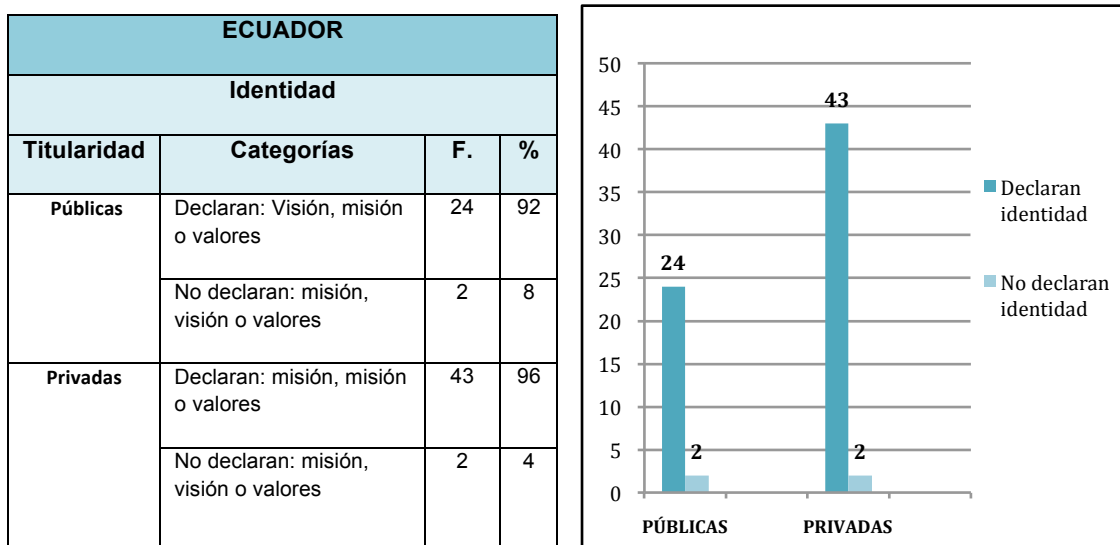 ECUADOR
Identidad
Titularidad Categorías F. %
Públicas Declaran: Visión, misión 24 92
o valores
No declaran: misión, 2 8
visión o valores
Privadas Declaran: misión, misión 43 96
o valores
No declaran: misión, 2 4
visión o valores
50
45
40
35
30
25
20
15
10
5
0
24
2
43
2
PÚBLICAS PRIVADAS
Declaran
identidad
No declaran
identidad